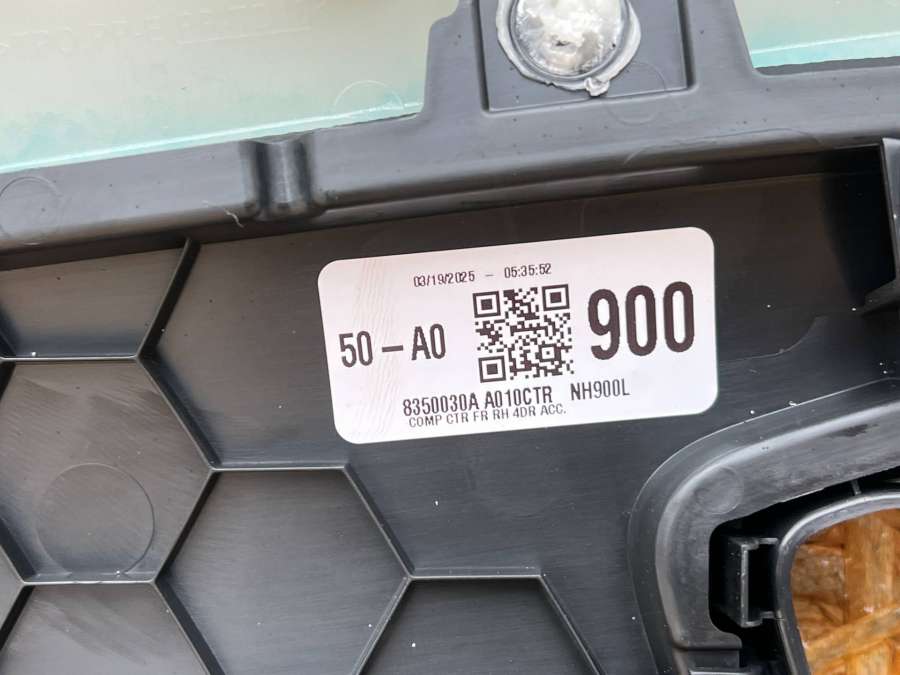 03/19/2025 - 05:35:52
50-A0 900
8350030A A010CTR NH900L
COMP CTR FR RH 4DR ACC.